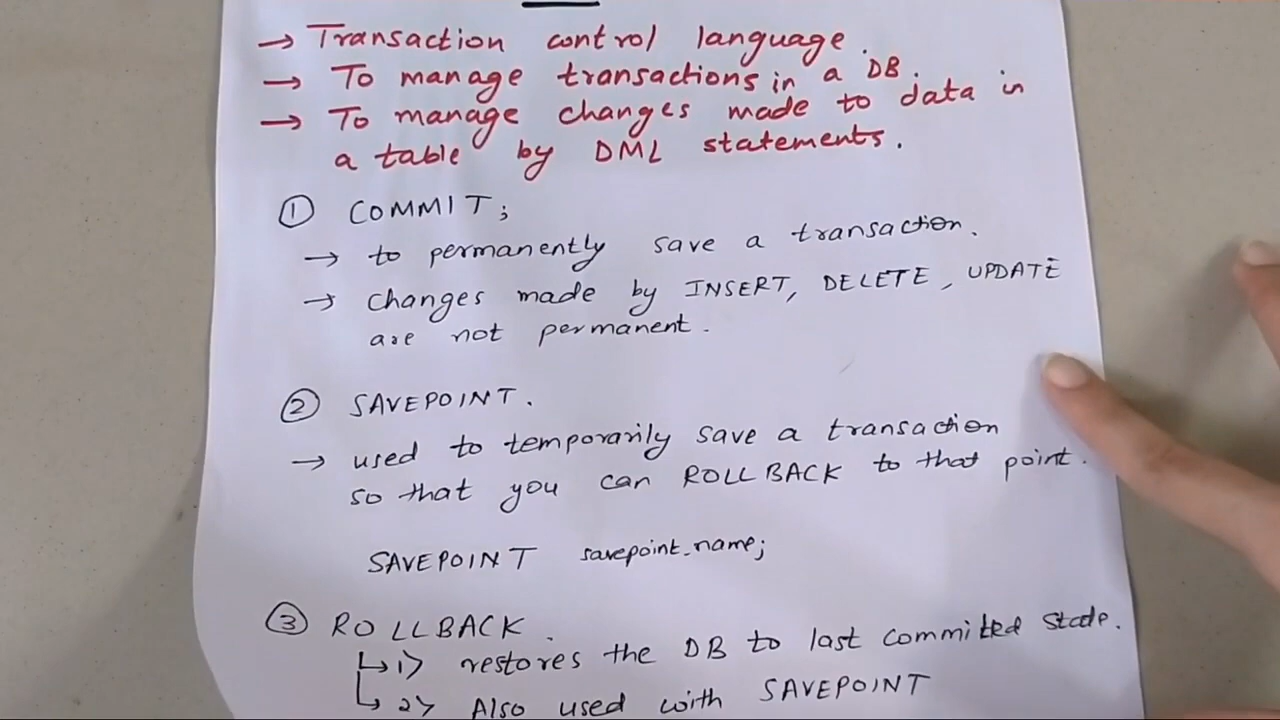 → Transaction control language.
→ To manage transactions in a DB.
→ To manage changes made to data in
a table by DML statements.
① COMMIT;
→ to permanently save a transaction.
→ changes made by INSERT, DELETE, UPDATE
are not permanent.
② SAVEPOINT.
→ used to temporarily save a transaction
so that you can ROLLBACK to that point.
SAVEPOINT savepoint_name;
③ ROLLBACK.
↳ 1> restores the DB to last committed state.
↳ 2> Also used with SAVEPOINT